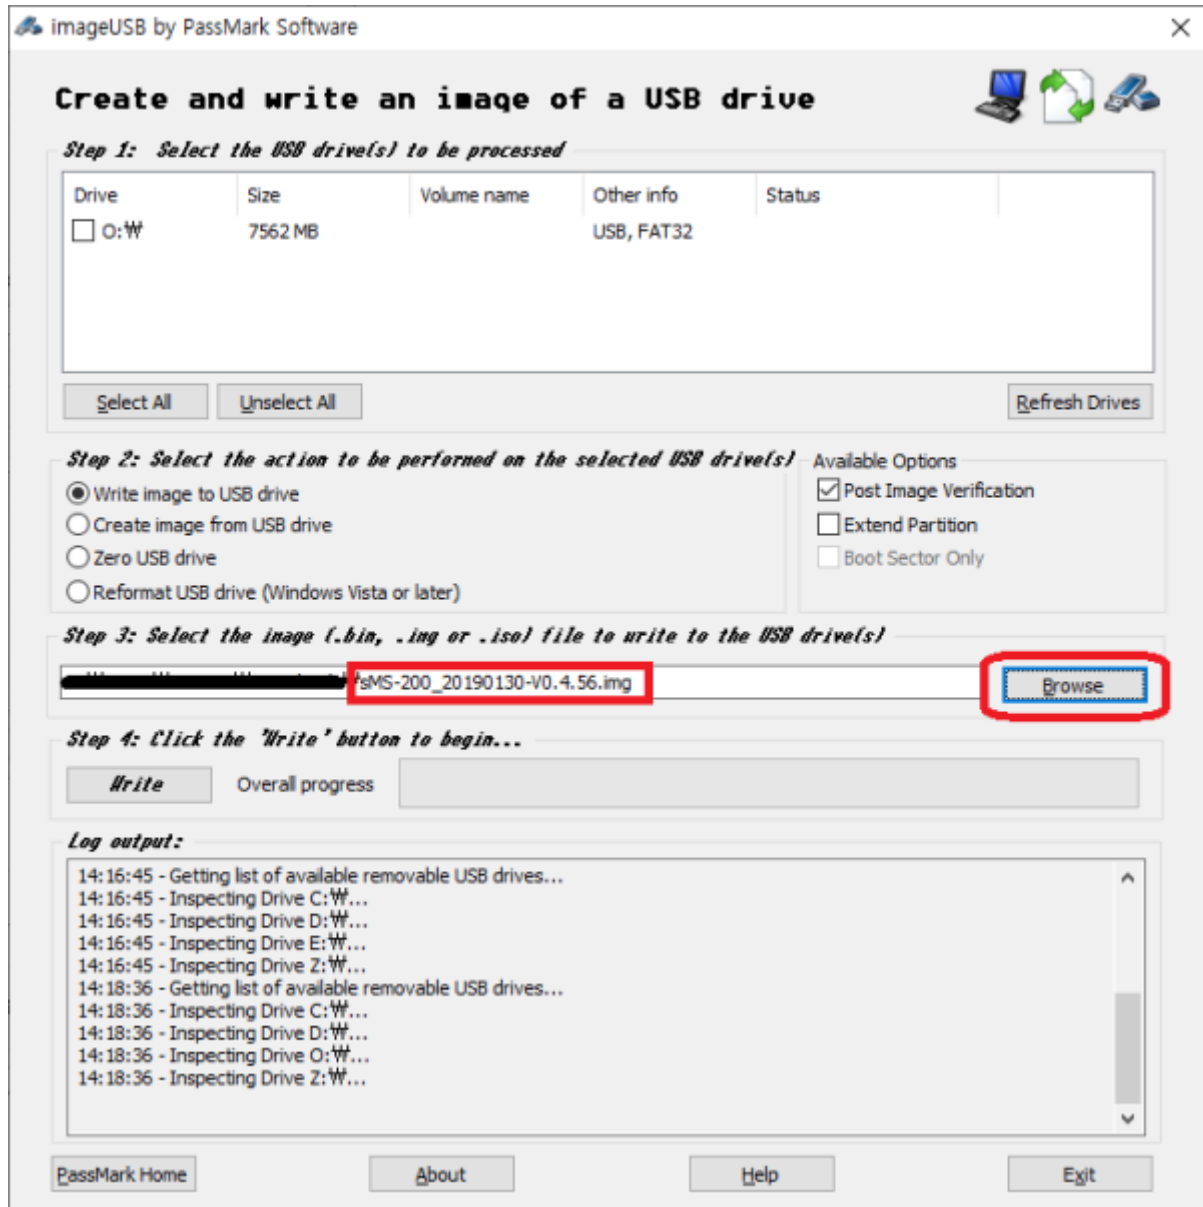 imageUSB by PassMark Software
Create and write an image of a USB drive
Step 1: Select the USB drive(s) to be processed
Drive Size Volume name Other info Status
O:₩ 7562 MB USB, FAT32
Select All Unselect All Refresh Drives
Step 2: Select the action to be performed on the selected USB drive(s) Available Options
Write image to USB drive Post Image Verification
Create image from USB drive Extend Partition
Zero USB drive Boot Sector Only
Reformat USB drive (Windows Vista or later)
Step 3: Select the image (.bin, .img or .iso) file to write to the USB drive(s)
sMS-200_20190130-V0.4.56.img Browse
Step 4: Click the 'Write' button to begin...
Write Overall progress
Log output:
14:16:45 - Getting list of available removable USB drives...
14:16:45 - Inspecting Drive C:₩...
14:16:45 - Inspecting Drive D:₩...
14:16:45 - Inspecting Drive E:₩...
14:16:45 - Inspecting Drive Z:₩...
14:18:36 - Getting list of available removable USB drives...
14:18:36 - Inspecting Drive C:₩...
14:18:36 - Inspecting Drive D:₩...
14:18:36 - Inspecting Drive O:₩...
14:18:36 - Inspecting Drive Z:₩...
PassMark Home About Help Exit